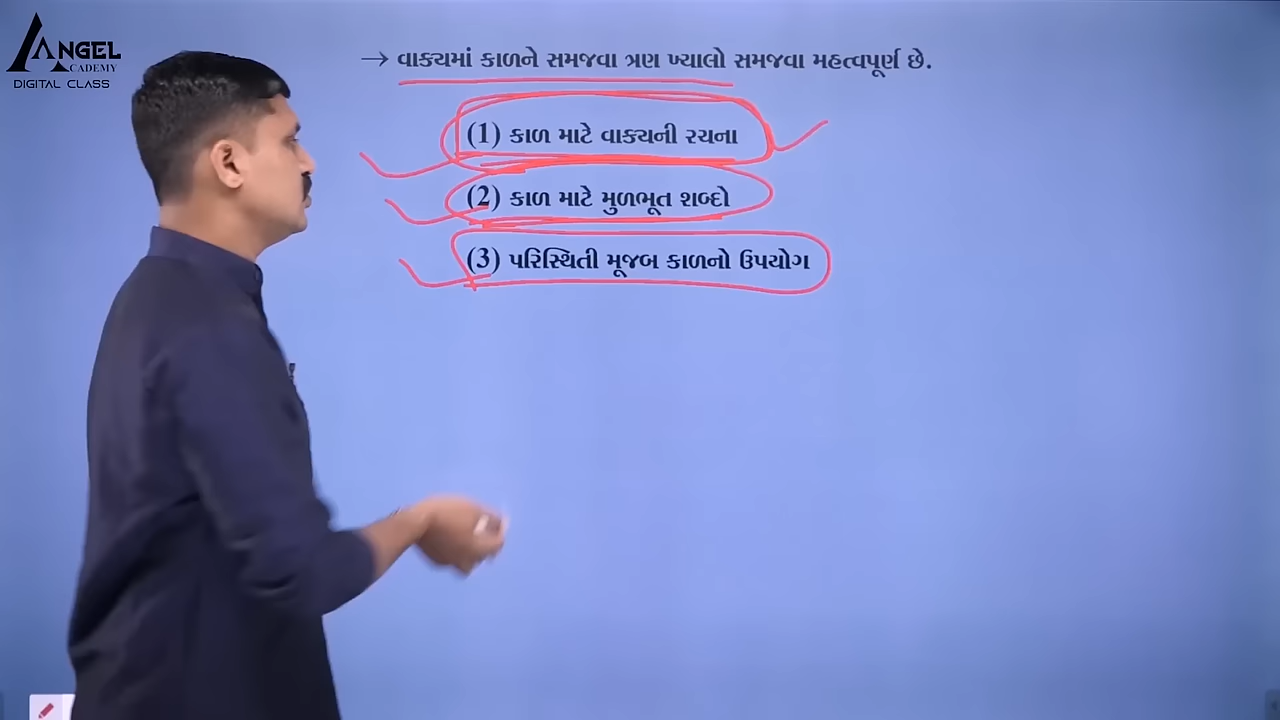 ANGEL
ACADEMY
DIGITAL CLASS
→ વાક્યમાં કાળને સમજવા ત્રણ ખ્યાલો સમજવા મહત્વપૂર્ણ છે.
(1) કાળ માટે વાક્યની રચના
(2) કાળ માટે મુળભૂત શબ્દો
(3) પરિસ્થિતી મૂજબ કાળનો ઉપયોગ